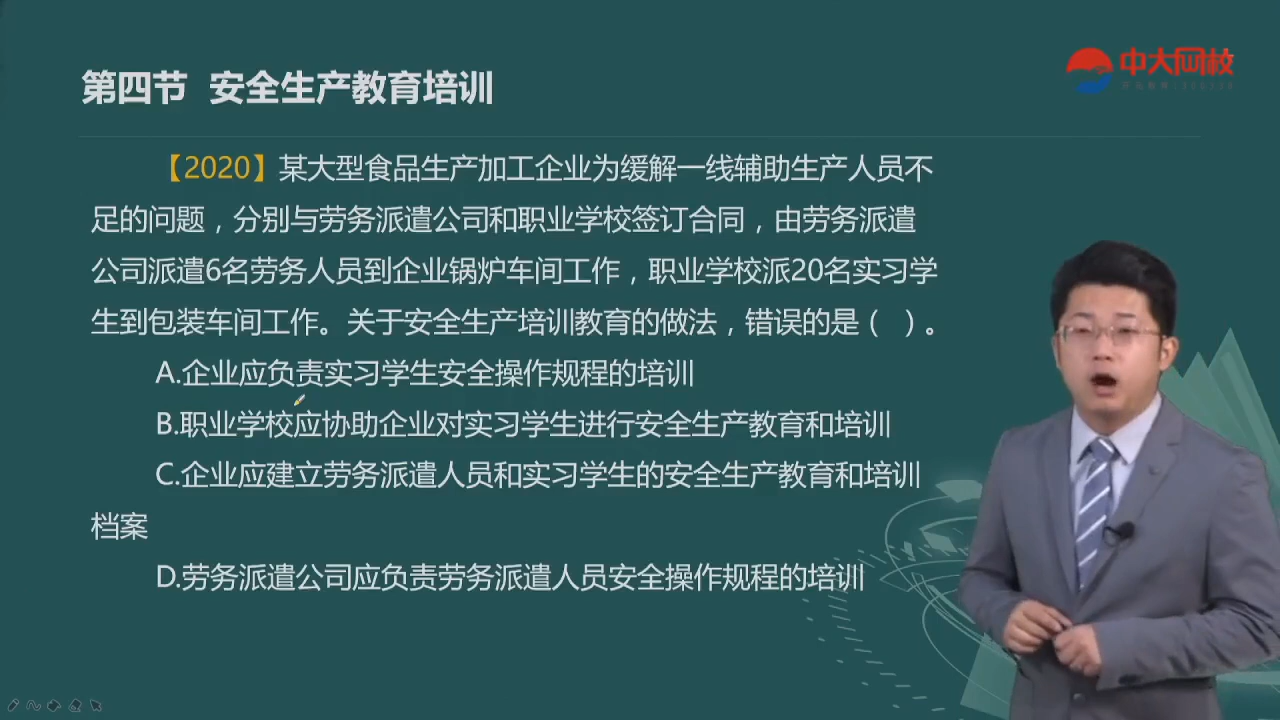 第四节 安全生产教育培训
中大网校
【2020】某大型食品生产加工企业为缓解一线辅助生产人员不
足的问题，分别与劳务派遣公司和职业学校签订合同，由劳务派遣
公司派遣6名劳务人员到企业锅炉车间工作，职业学校派20名实习学
生到包装车间工作。关于安全生产培训教育的做法，错误的是（ ）。
A.企业应负责实习学生安全操作规程的培训
B.职业学校应协助企业对实习学生进行安全生产教育和培训
C.企业应建立劳务派遣人员和实习学生的安全生产教育和培训
档案
D.劳务派遣公司应负责劳务派遣人员安全操作规程的培训